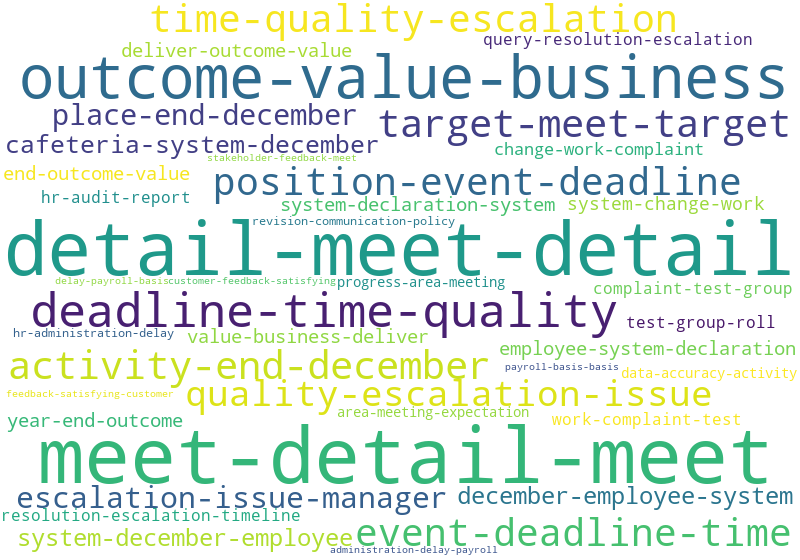 time-quality-escalation
query-resolution-escalation
deliver-outcome-value
outcome-value-business
place-end-december
target-meet-target
cafeteria-system-december
change-work-complaint
stakeholder-feedback-meet
end-outcome-value
position-event-deadline
hr-audit-report
system-declaration-system
system-change-work
revision-communication-policy
detail-meet-detail
delay-payroll-basis
customer-feedback-satisfying
progress-area-meeting
complaint-test-group
deadline-time-quality
test-group-roll
hr-administration-delay
value-business-deliver
employee-system-declaration
activity-end-december
payroll-basis-basis
data-accuracy-activity
feedback-satisfying-customer
quality-escalation-issue
year-end-outcome
area-meeting-expectation
work-complaint-test
meet-detail-meet
escalation-issue-manager
december-employee-system
resolution-escalation-timeline
system-december-employee
event-deadline-time
administration-delay-payroll